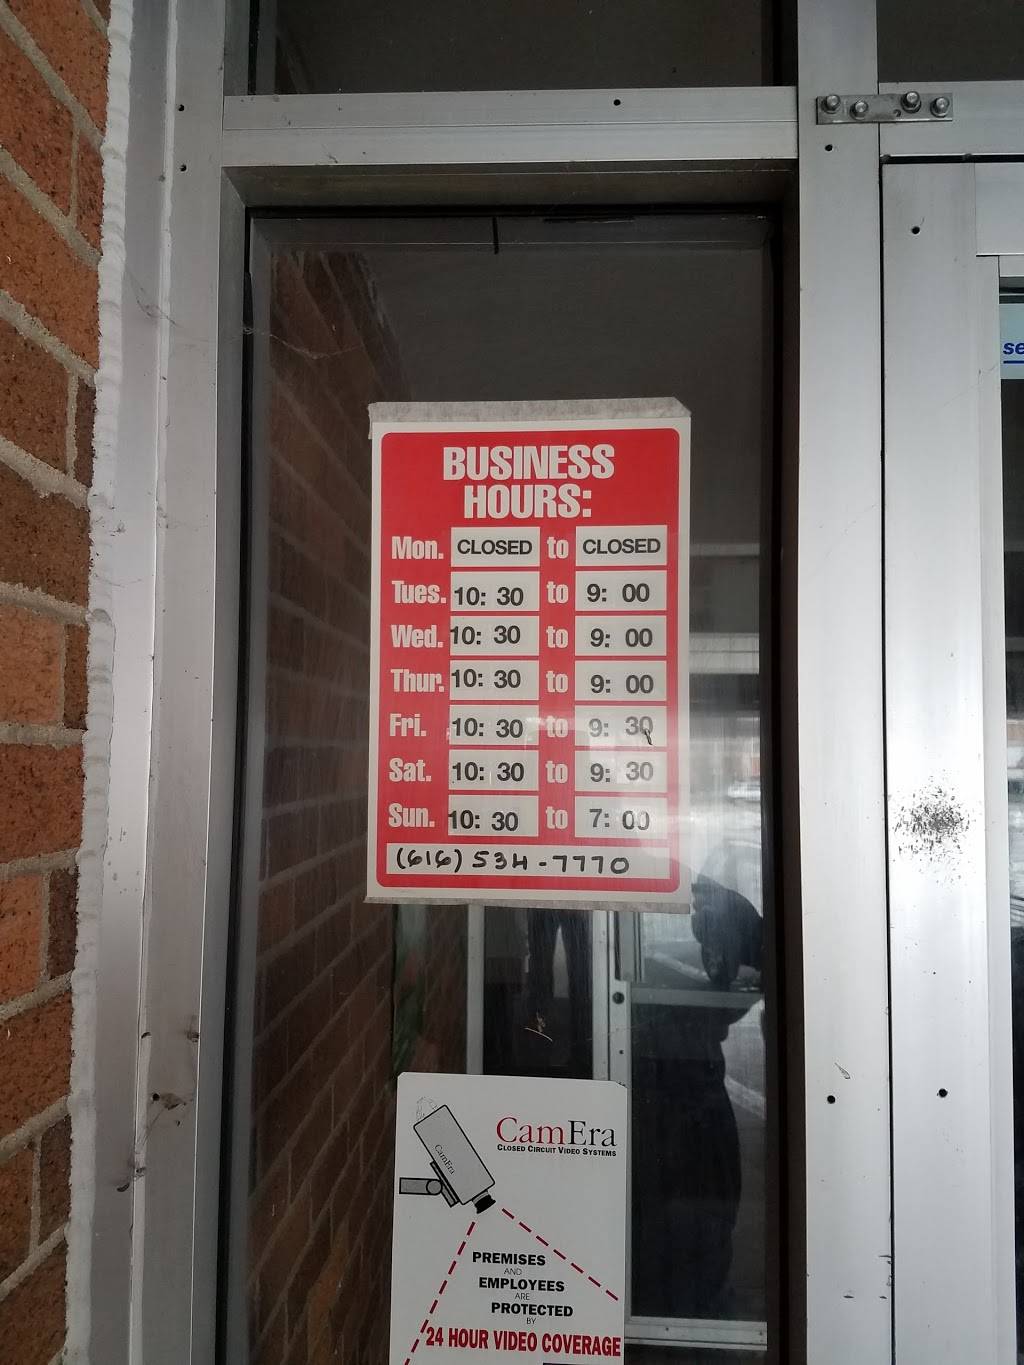 BUSINESS
HOURS:
Mon. CLOSED to CLOSED
Tues. 10: 30 to 9: 00
Wed. 10: 30 to 9: 00
Thur. 10: 30 to 9: 00
Fri. 10: 30 to 9: 30
Sat. 10: 30 to 9: 30
Sun. 10: 30 to 7: 00
(616) 534-7770
se
CamEra
CLOSED CIRCUIT VIDEO SYSTEMS
CamEra
PREMISES
AND
EMPLOYEES
ARE
PROTECTED
BY
24 HOUR VIDEO COVERAGE